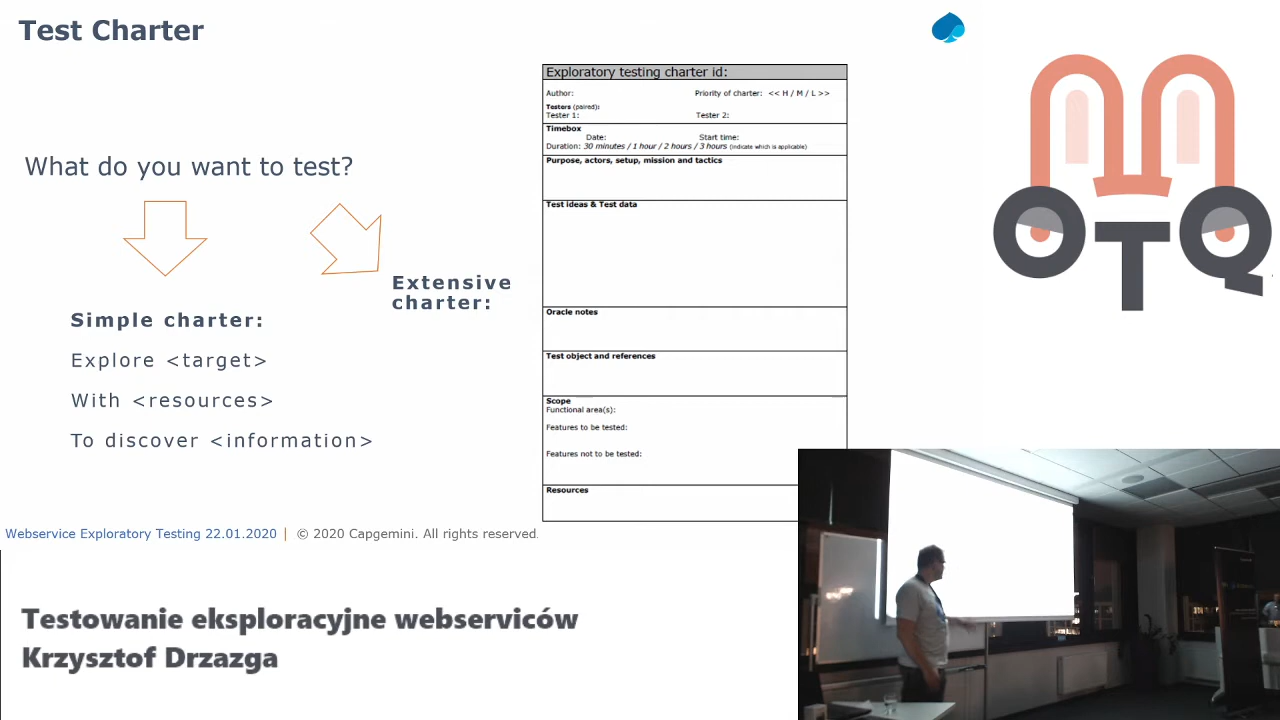 Test Charter
What do you want to test?
Simple charter:
Explore <target>
With <resources>
To discover <information>
Extensive
charter:
Exploratory testing charter id:
Author: Priority of charter: << H / M / L >>
Testers (paired):
Tester 1: Tester 2:
Timebox
Date: Start time:
Duration: 30 minutes / 1 hour / 2 hours / 3 hours (indicate which is applicable)
Purpose, actors, setup, mission and tactics
Test ideas & Test data
Oracle notes
Test object and references
Scope
Functional area(s):
Features to be tested:
Features not to be tested:
Resources
Webservice Exploratory Testing 22.01.2020 | © 2020 Capgemini. All rights reserved.
OTQ
Testowanie eksploracyjne webserviców
Krzysztof Drzazga